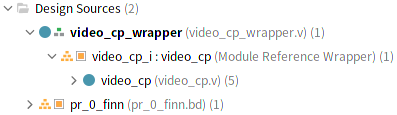 Design Sources (2)
video_cp_wrapper (video_cp_wrapper.v) (1)
video_cp_i : video_cp (Module Reference Wrapper) (1)
video_cp (video_cp.v) (5)
pr_0_finn (pr_0_finn.bd) (1)